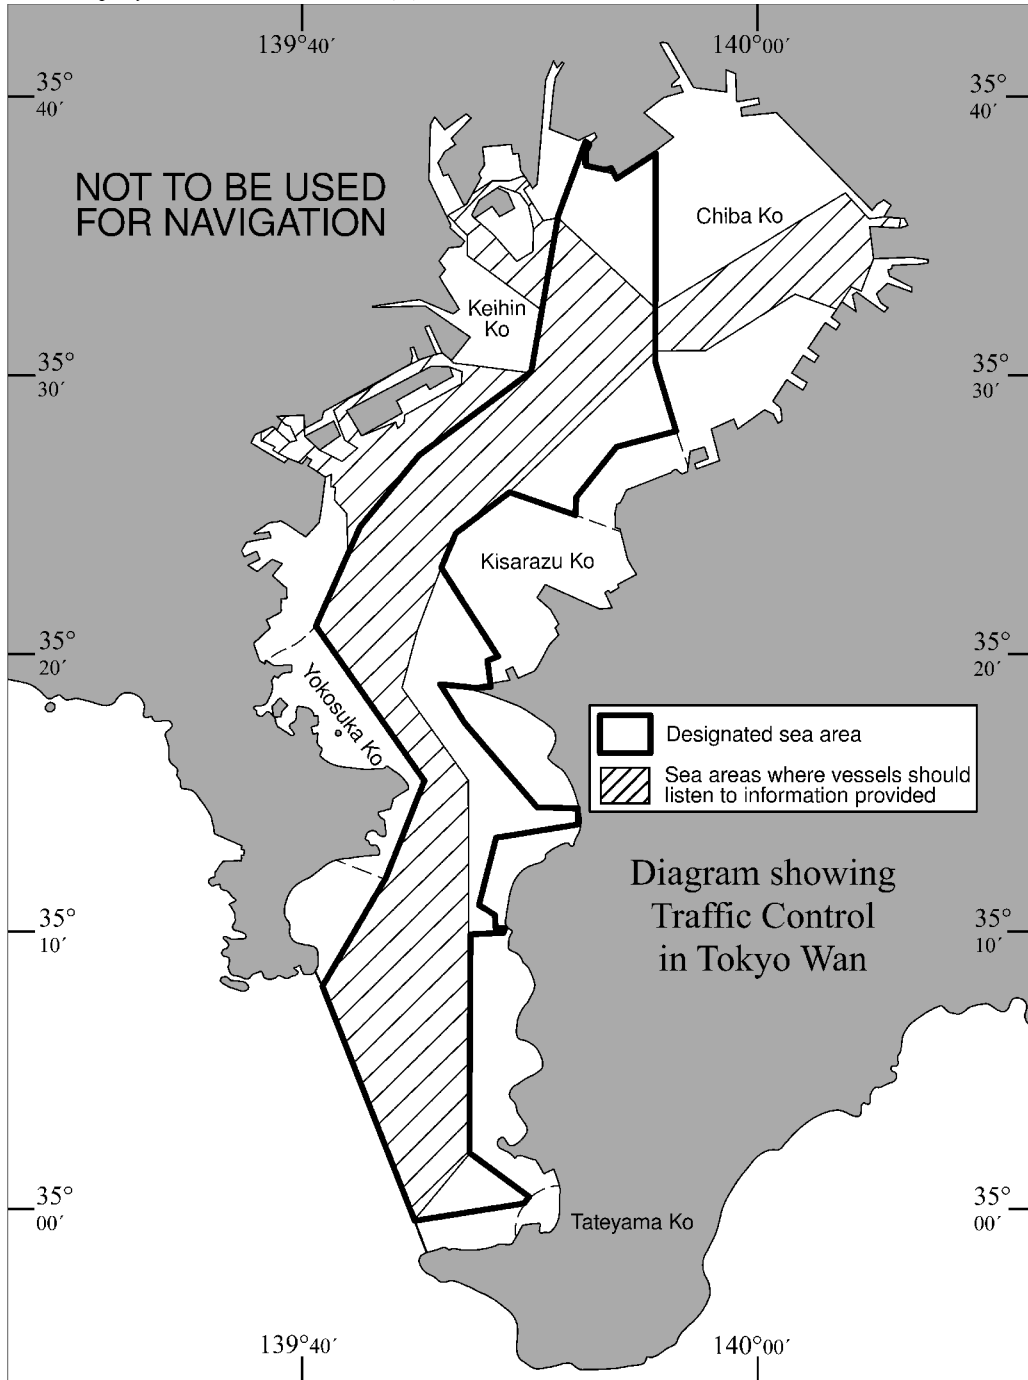 139°40′
140°00′
35°
40′
35°
40′
NOT TO BE USED
FOR NAVIGATION
Chiba Ko
Keihin
Ko
35°
30′
35°
30′
Kisarazu Ko
35°
20′
35°
20′
Yokosuka Ko
Designated sea area
Sea areas where vessels should
listen to information provided
Diagram showing
Traffic Control
in Tokyo Wan
35°
10′
35°
10′
35°
00′
35°
00′
Tateyama Ko
139°40′
140°00′